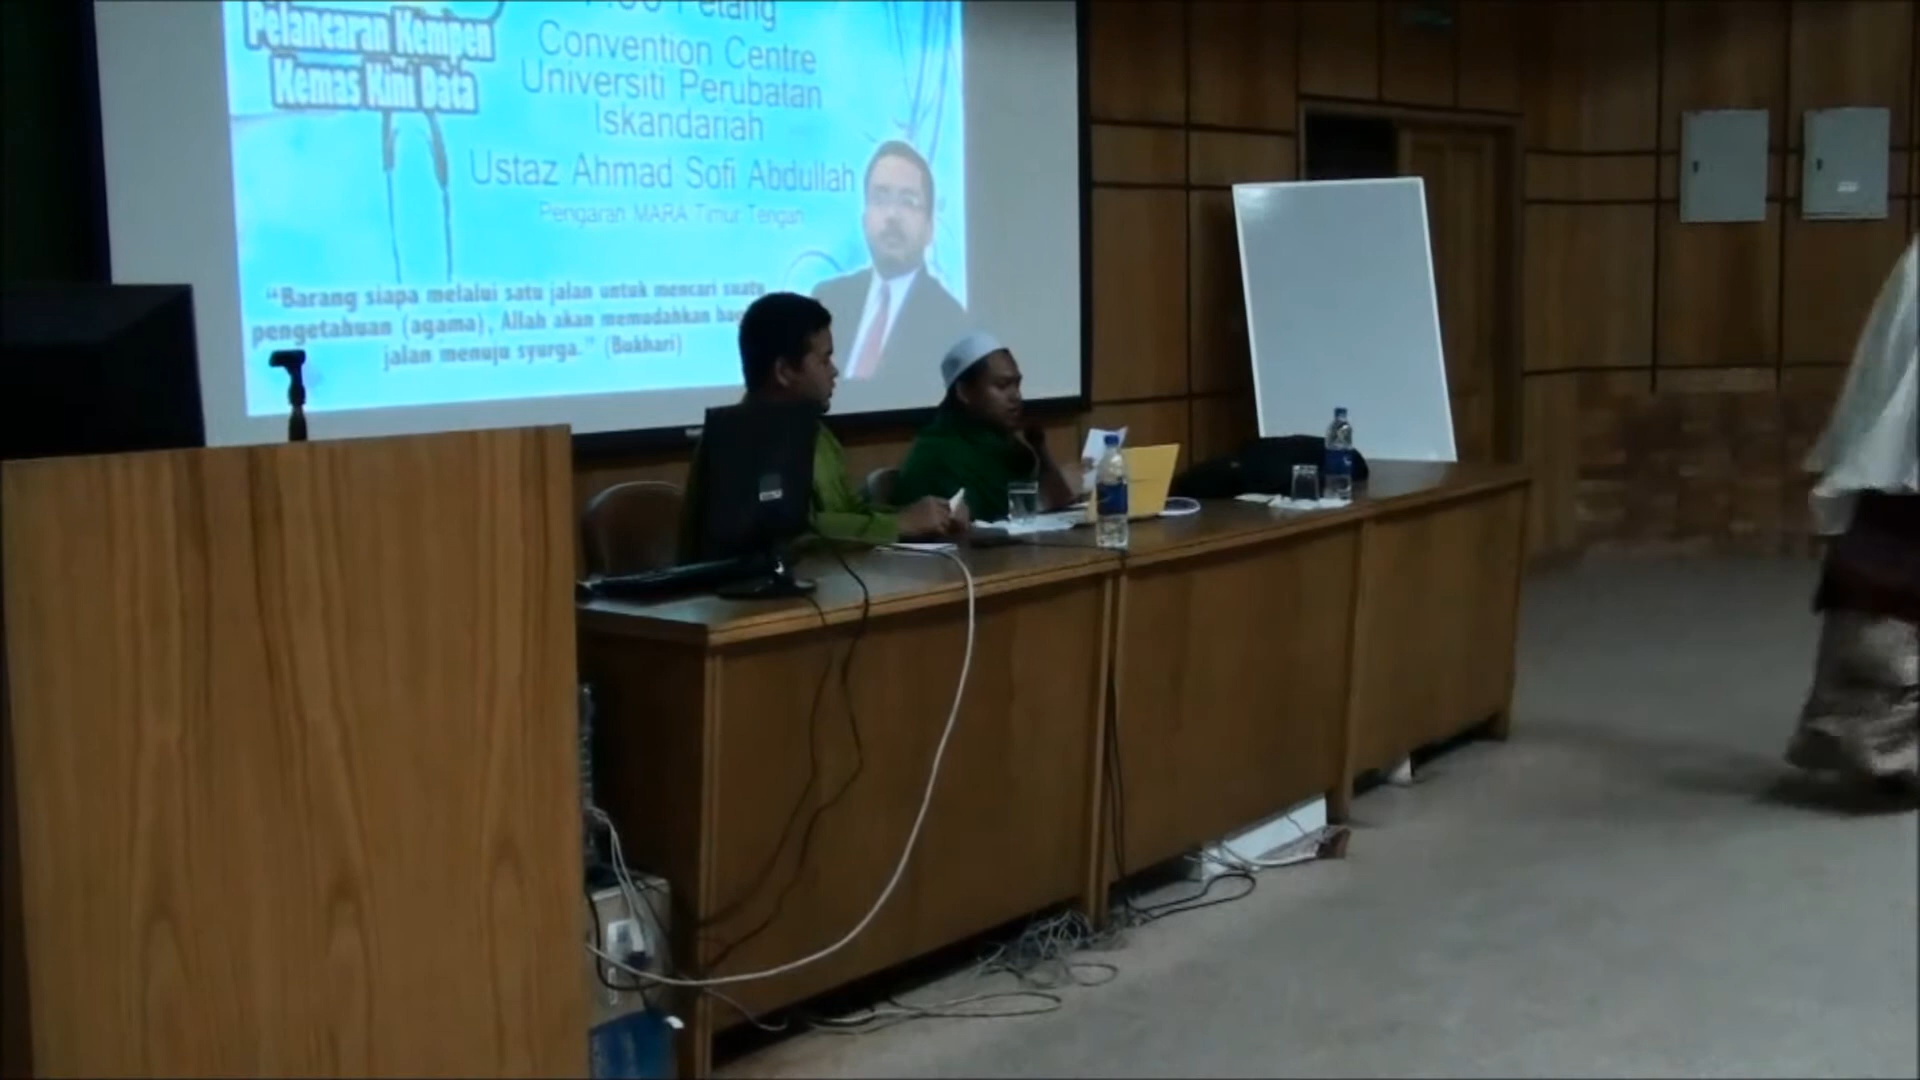 Pelancaran Kempen
Kemas Kini Data
Petang
Convention Centre
Universiti Perubatan
Iskandariah
Ustaz Ahmad Sofi Abdullah
Pengarah MARA Timur Tengah
“Barang siapa melalui satu jalan untuk mencari suatu
pengetahuan (agama), Allah akan memudahkan
jalan menuju syurga.” (Bukhari)